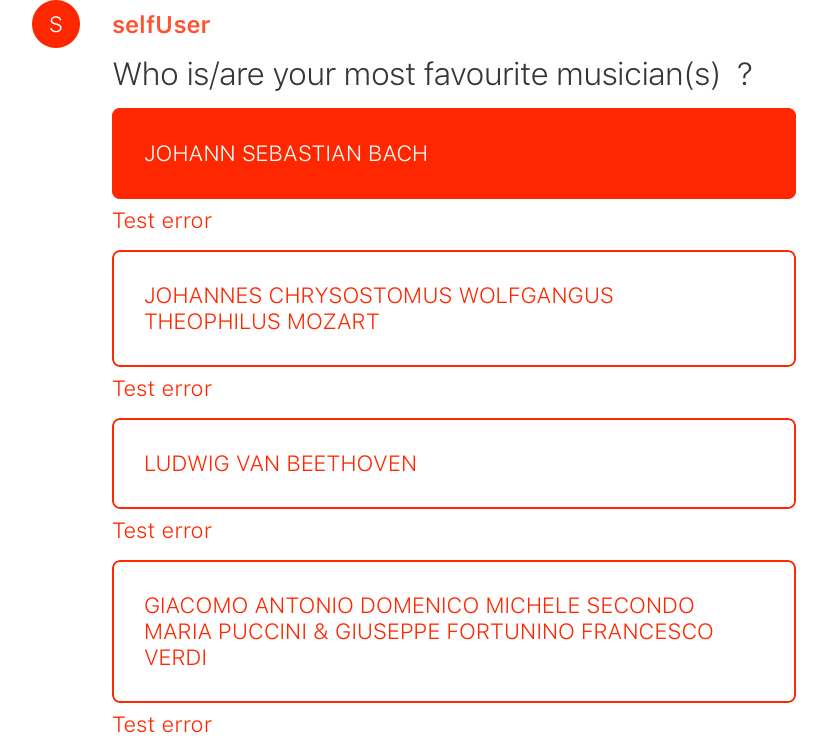 S
selfUser
Who is/are your most favourite musician(s)  ?
JOHANN SEBASTIAN BACH
Test error
JOHANNES CHRYSOSTOMUS WOLFGANGUS
THEOPHILUS MOZART
Test error
LUDWIG VAN BEETHOVEN
Test error
GIACOMO ANTONIO DOMENICO MICHELE SECONDO
MARIA PUCCINI & GIUSEPPE FORTUNINO FRANCESCO
VERDI
Test error